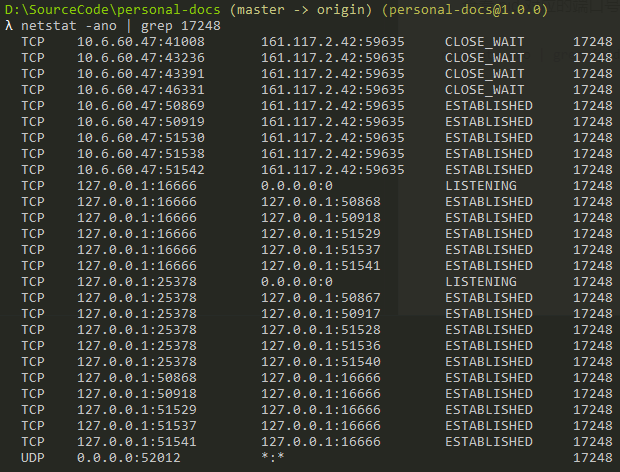 D:\SourceCode\personal-docs (master -> origin) (personal-docs@1.0.0)
λ netstat -ano | grep 17248
TCP 10.6.60.47:41008 161.117.2.42:59635 CLOSE_WAIT 17248
TCP 10.6.60.47:43236 161.117.2.42:59635 CLOSE_WAIT 17248
TCP 10.6.60.47:43391 161.117.2.42:59635 CLOSE_WAIT 17248
TCP 10.6.60.47:46331 161.117.2.42:59635 CLOSE_WAIT 17248
TCP 10.6.60.47:50869 161.117.2.42:59635 ESTABLISHED 17248
TCP 10.6.60.47:50919 161.117.2.42:59635 ESTABLISHED 17248
TCP 10.6.60.47:51530 161.117.2.42:59635 ESTABLISHED 17248
TCP 10.6.60.47:51538 161.117.2.42:59635 ESTABLISHED 17248
TCP 10.6.60.47:51542 161.117.2.42:59635 ESTABLISHED 17248
TCP 127.0.0.1:16666 0.0.0.0:0 LISTENING 17248
TCP 127.0.0.1:16666 127.0.0.1:50868 ESTABLISHED 17248
TCP 127.0.0.1:16666 127.0.0.1:50918 ESTABLISHED 17248
TCP 127.0.0.1:16666 127.0.0.1:51529 ESTABLISHED 17248
TCP 127.0.0.1:16666 127.0.0.1:51537 ESTABLISHED 17248
TCP 127.0.0.1:16666 127.0.0.1:51541 ESTABLISHED 17248
TCP 127.0.0.1:25378 0.0.0.0:0 LISTENING 17248
TCP 127.0.0.1:25378 127.0.0.1:50867 ESTABLISHED 17248
TCP 127.0.0.1:25378 127.0.0.1:50917 ESTABLISHED 17248
TCP 127.0.0.1:25378 127.0.0.1:51528 ESTABLISHED 17248
TCP 127.0.0.1:25378 127.0.0.1:51536 ESTABLISHED 17248
TCP 127.0.0.1:25378 127.0.0.1:51540 ESTABLISHED 17248
TCP 127.0.0.1:50868 127.0.0.1:16666 ESTABLISHED 17248
TCP 127.0.0.1:50918 127.0.0.1:16666 ESTABLISHED 17248
TCP 127.0.0.1:51529 127.0.0.1:16666 ESTABLISHED 17248
TCP 127.0.0.1:51537 127.0.0.1:16666 ESTABLISHED 17248
TCP 127.0.0.1:51541 127.0.0.1:16666 ESTABLISHED 17248
UDP 0.0.0.0:52012 *:* 17248